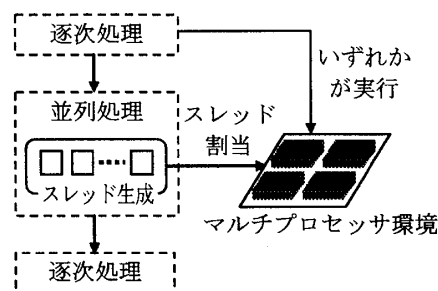 逐次処理
いずれか
が実行
並列処理
スレッド
割当
スレッド生成
マルチプロセッサ環境
逐次処理